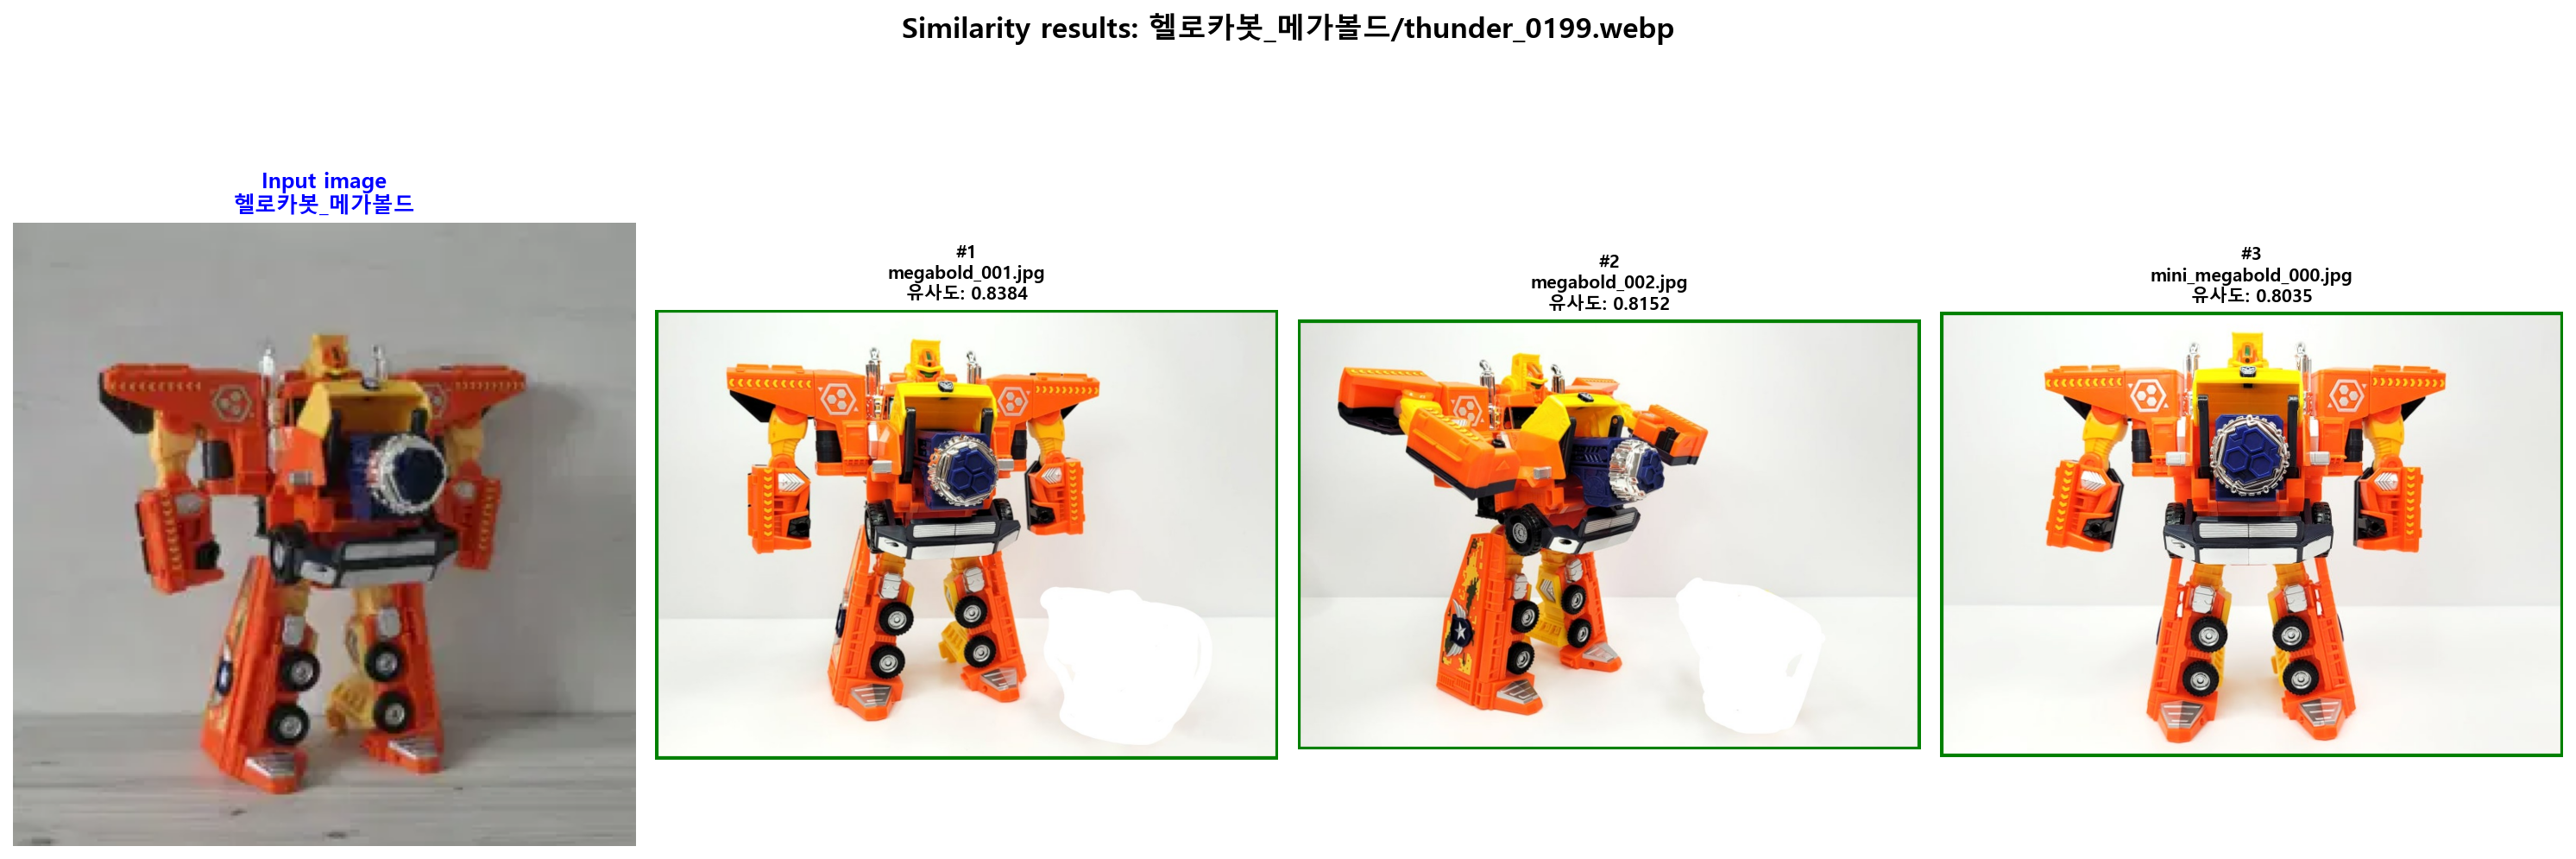 Similarity results: 헬로카봇_메가볼드/thunder_0199.webp
Input image
헬로카봇_메가볼드
#1
megabold_001.jpg
유사도: 0.8384
#2
megabold_002.jpg
유사도: 0.8152
#3
mini_megabold_000.jpg
유사도: 0.8035